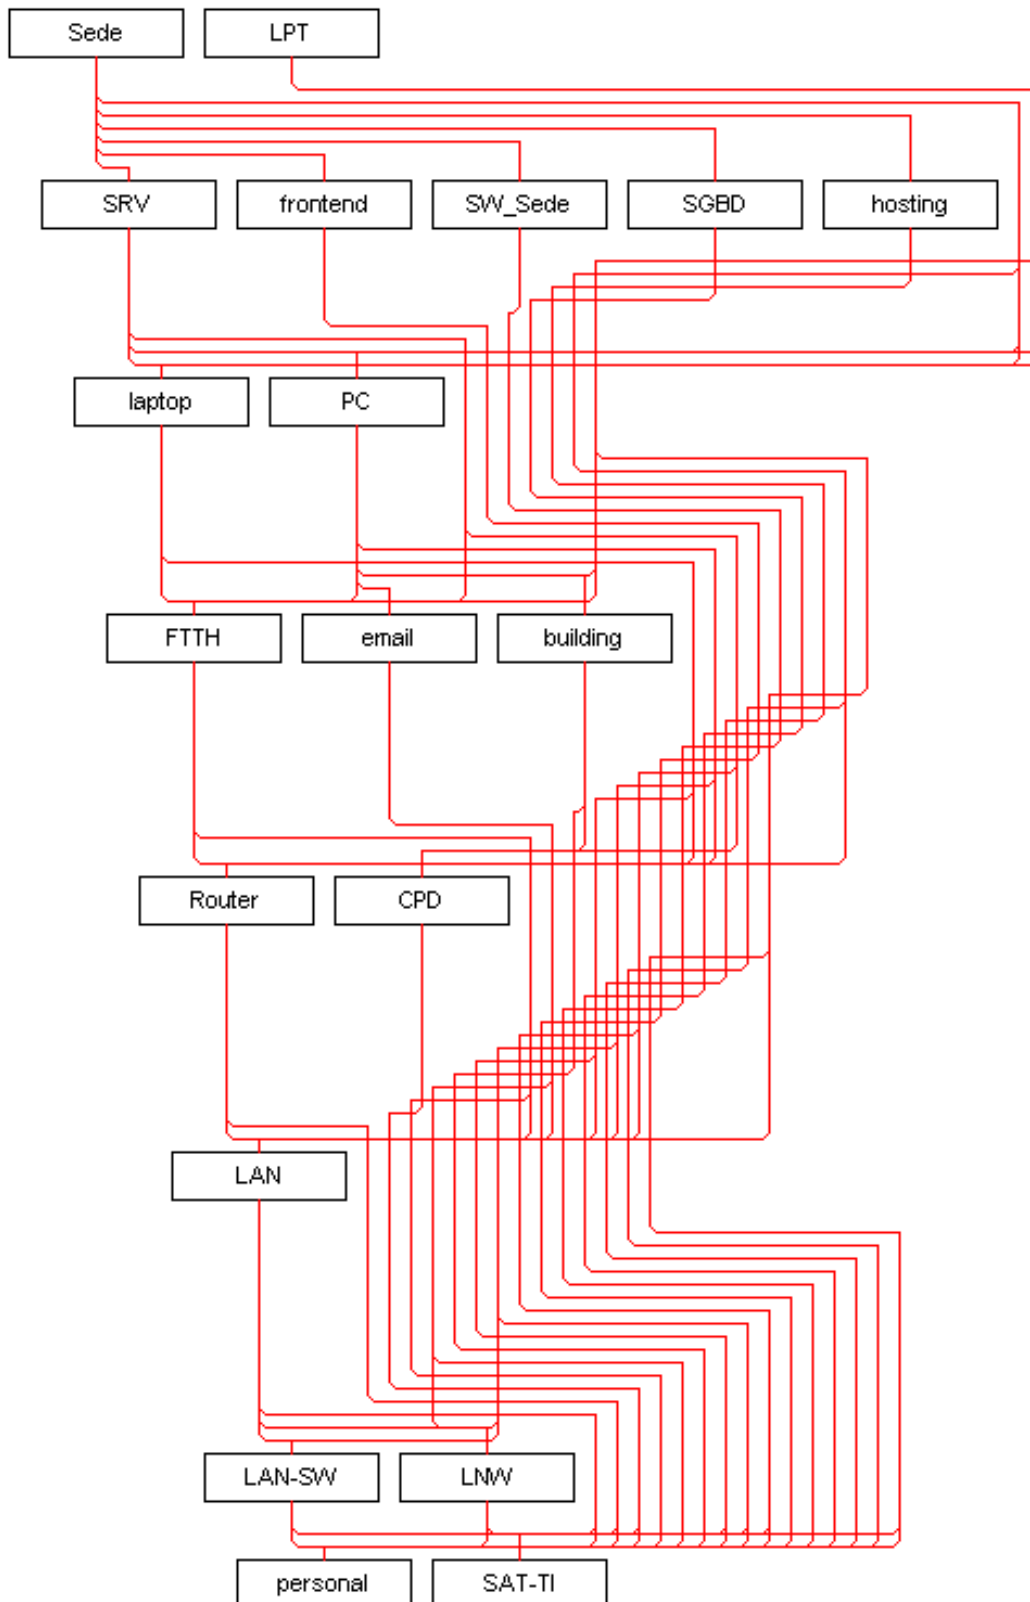 Sede LPT
SRV frontend SW_Sede SGBD hosting
laptop PC
FTTH email building
Router CPD
LAN
LAN-SW LNW
personal SAT-TI